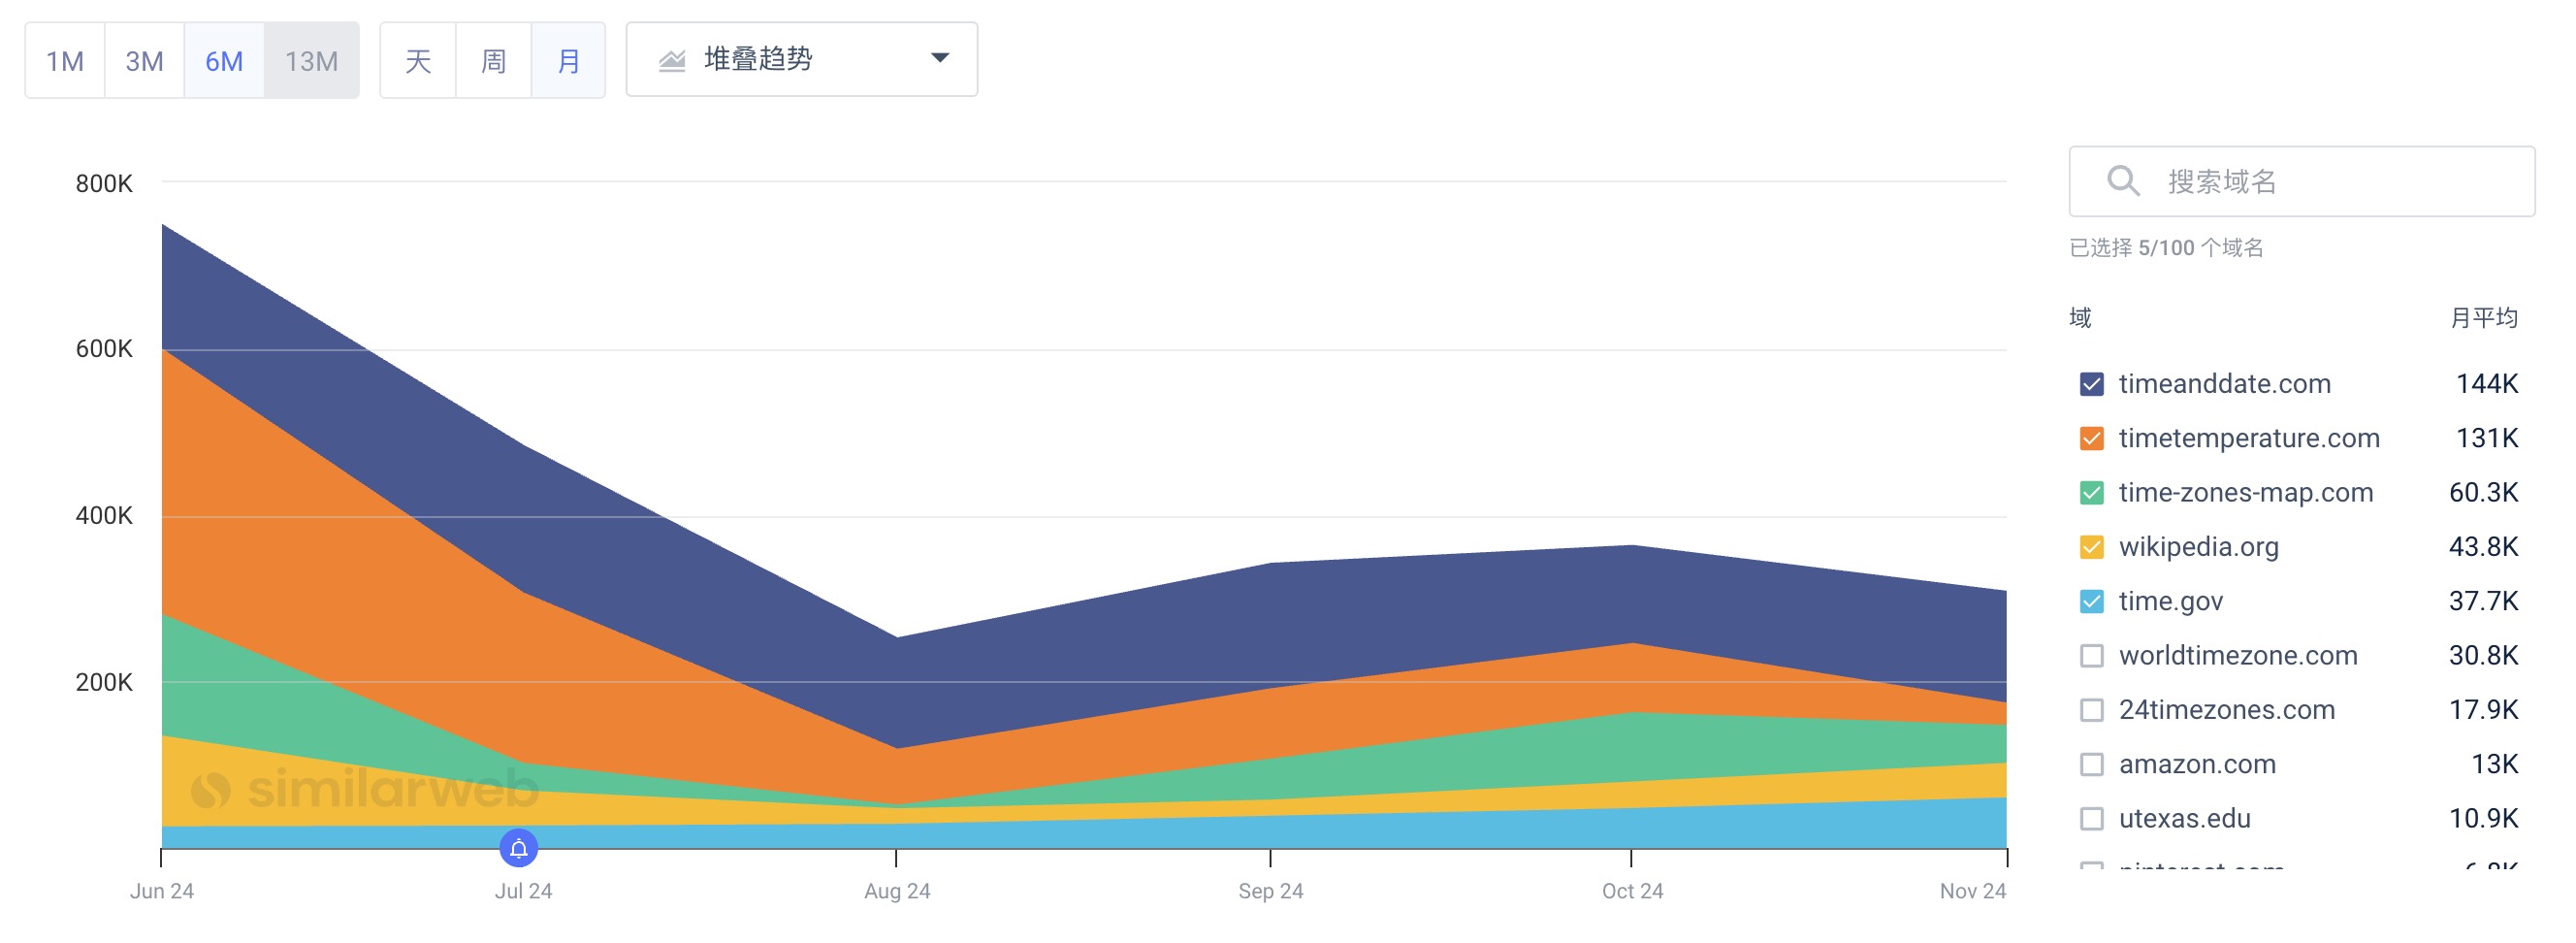 1M 3M 6M 13M 天 周 月 堆叠趋势
800K
600K
400K
200K
similarweb
Jun 24 Jul 24 Aug 24 Sep 24 Oct 24 Nov 24
搜索域名
已选择 5/100 个域名
域 月平均
timeanddate.com 144K
timetemperature.com 131K
time-zones-map.com 60.3K
wikipedia.org 43.8K
time.gov 37.7K
worldtimezone.com 30.8K
24timezones.com 17.9K
amazon.com 13K
utexas.edu 10.9K